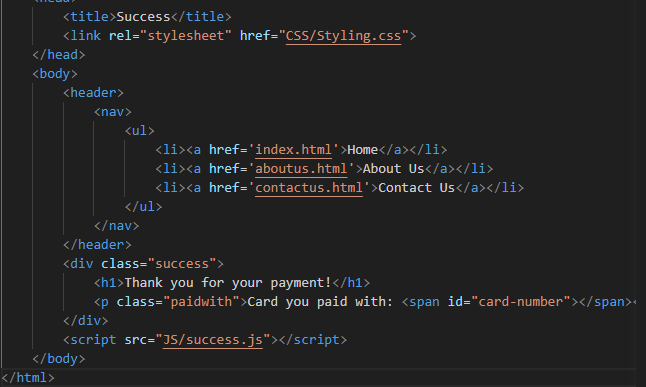 <head>
<title>Success</title>
<link rel="stylesheet" href="CSS/Styling.css">
</head>
<body>
<header>
<nav>
<ul>
<li><a href='index.html'>Home</a></li>
<li><a href='aboutus.html'>About Us</a></li>
<li><a href='contactus.html'>Contact Us</a></li>
</ul>
</nav>
</header>
<div class="success">
<h1>Thank you for your payment!</h1>
<p class="paidwith">Card you paid with: <span id="card-number"></span><
</div>
<script src="JS/success.js"></script>
</body>
</html>